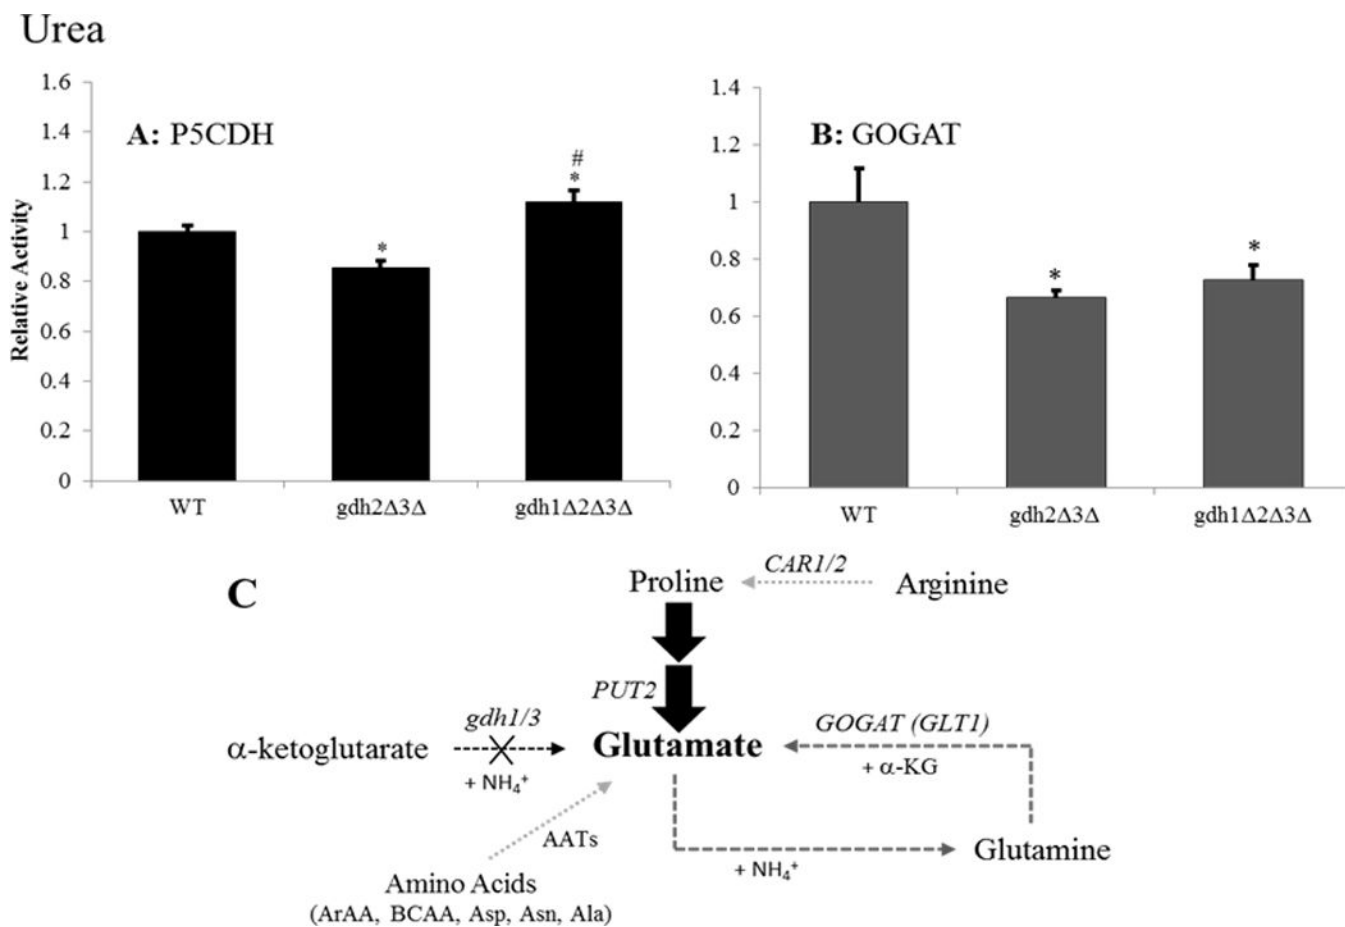 Urea
A: P5CDH
Relative Activity
1.6
1.4
1.2
1
0.8
0.6
0.4
0.2
0
*
#
*
WT
gdh2Δ3Δ
gdh1Δ2Δ3Δ
B: GOGAT
1.4
1.2
1
0.8
0.6
0.4
0.2
0
*
*
WT
gdh2Δ3Δ
gdh1Δ2Δ3Δ
C
Proline
CAR1/2
Arginine
PUT2
α-ketoglutarate
gdh1/3
+ NH₄⁺
Glutamate
GOGAT (GLT1)
+ α-KG
AATs
+ NH₄⁺
Glutamine
Amino Acids
(ArAA, BCAA, Asp, Asn, Ala)